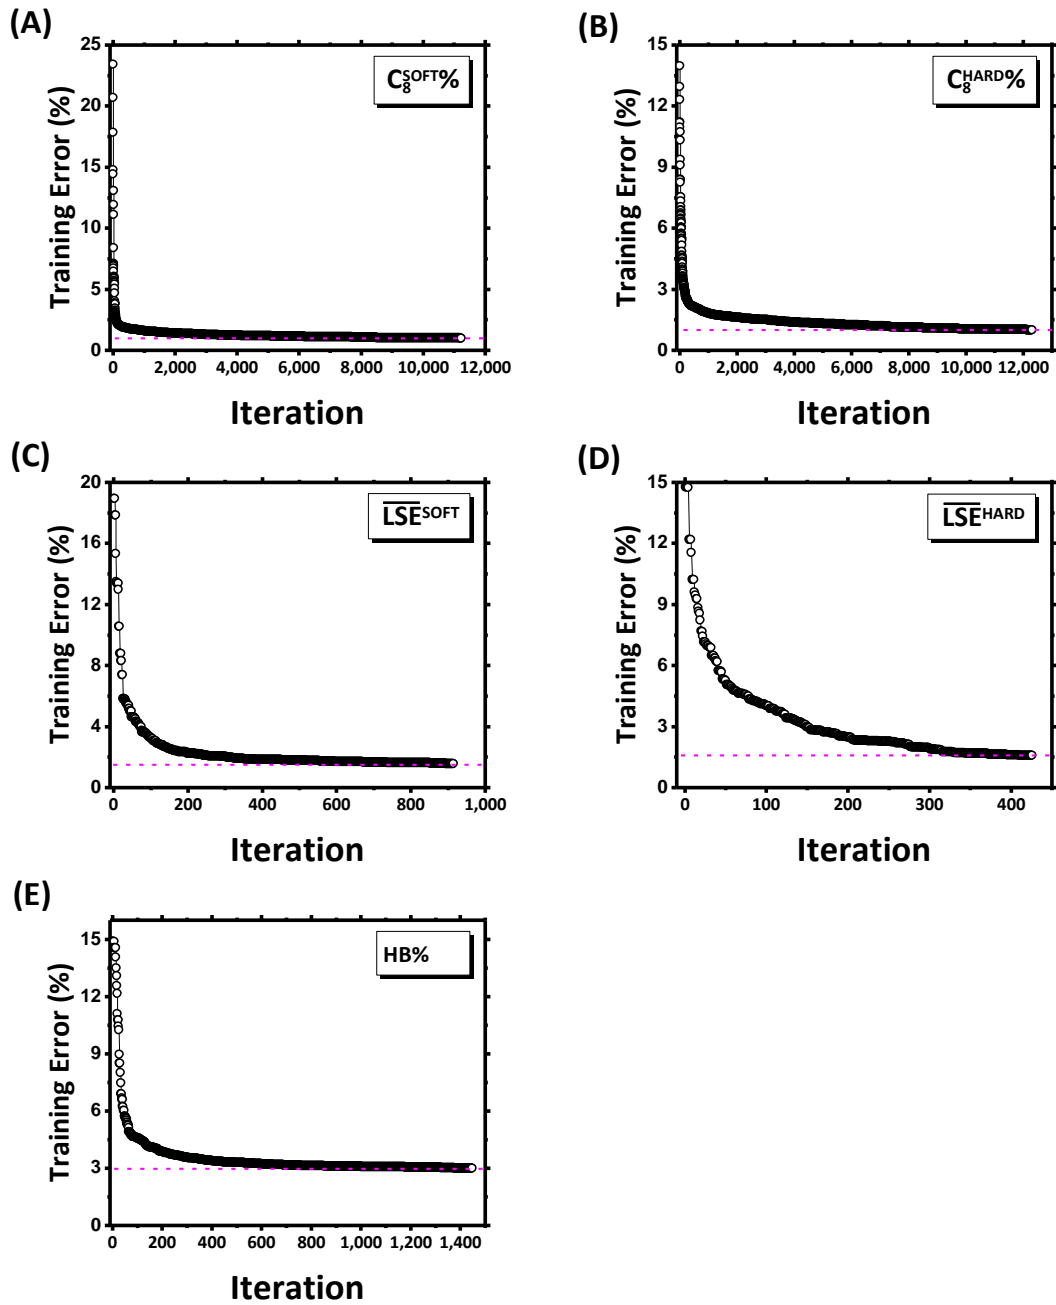 (A)
Training Error (%)
25
20
15
10
5
0
C8SOFT%
0 2,000 4,000 6,000 8,000 10,000 12,000
Iteration
(B)
Training Error (%)
15
12
9
6
3
0
C8HARD%
0 2,000 4,000 6,000 8,000 10,000 12,000
Iteration
(C)
Training Error (%)
20
16
12
8
4
0
LSESOFT
0 200 400 600 800 1,000
Iteration
(D)
Training Error (%)
15
12
9
6
3
0
LSEHARD
0 100 200 300 400
Iteration
(E)
Training Error (%)
15
12
9
6
3
0
HB%
0 200 400 600 800 1,000 1,200 1,400
Iteration